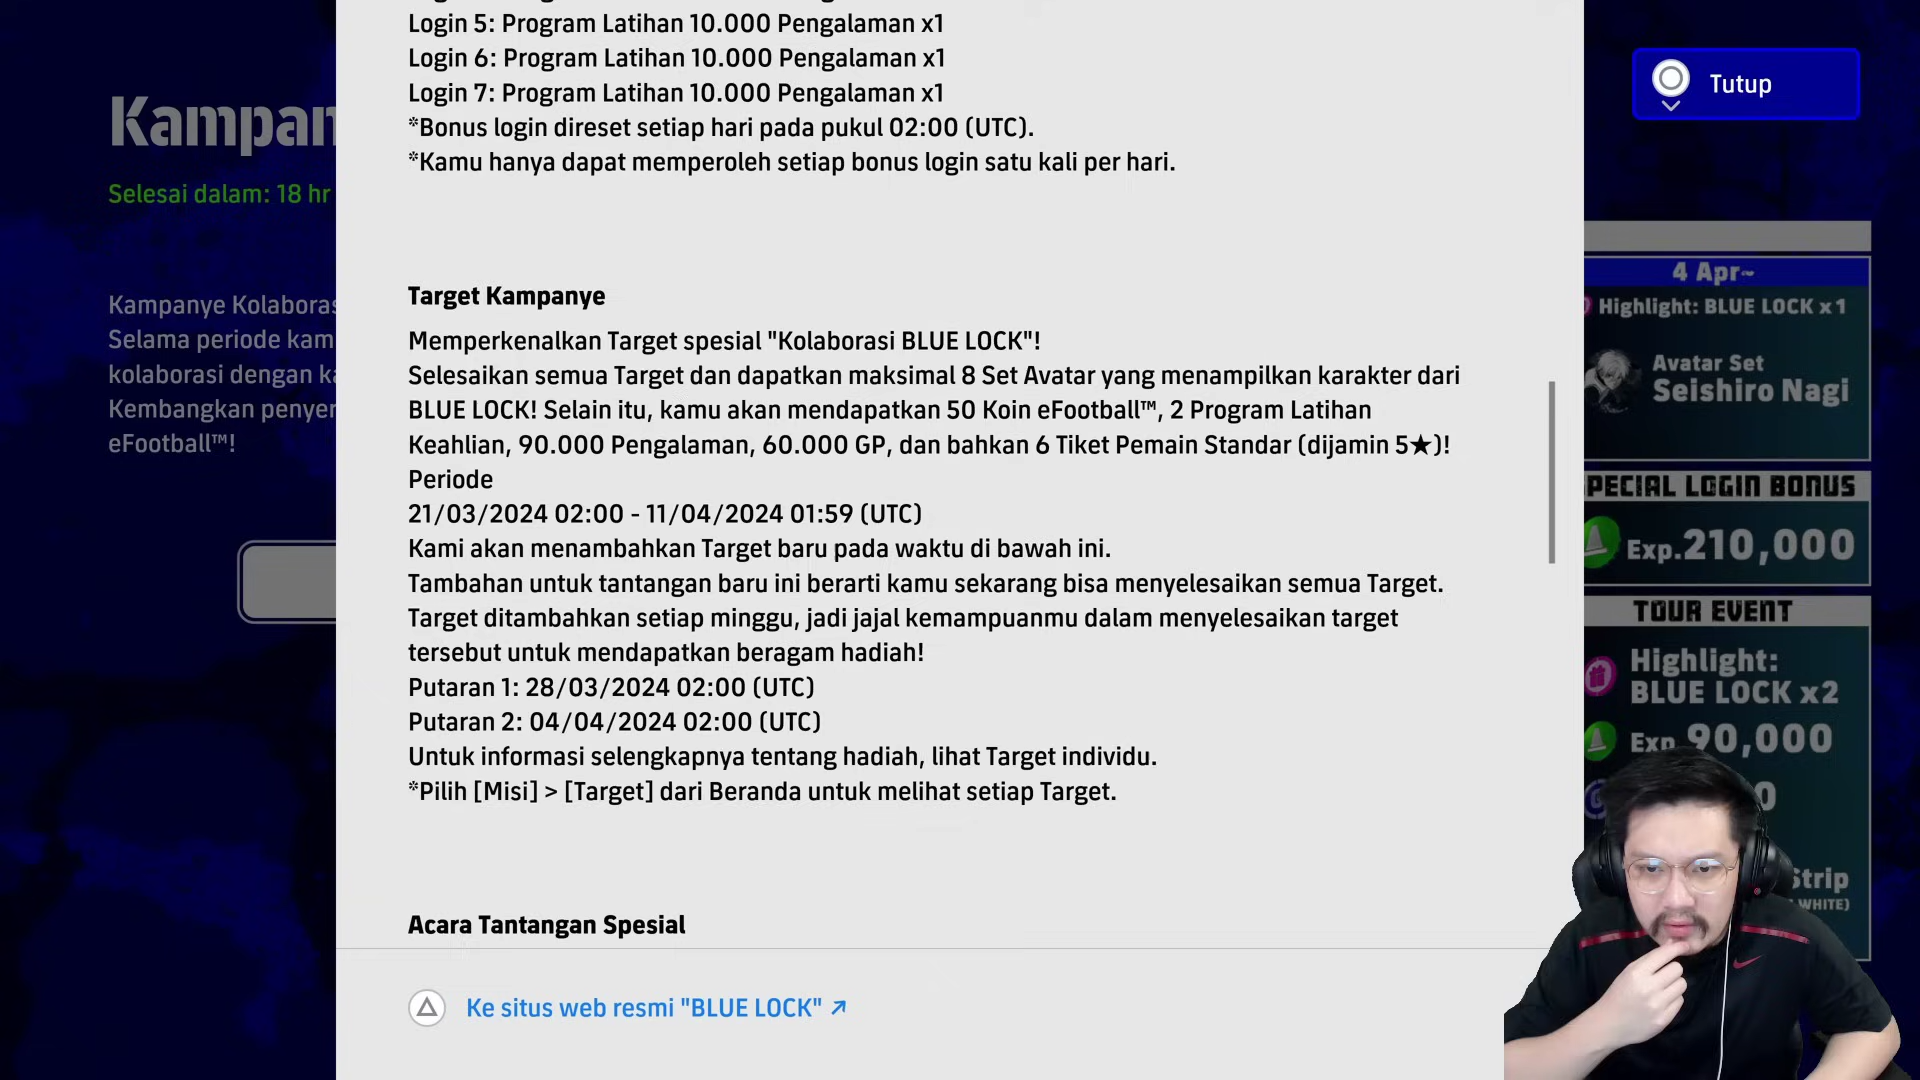 Login 5: Program Latihan 10.000 Pengalaman x1
Login 6: Program Latihan 10.000 Pengalaman x1
Login 7: Program Latihan 10.000 Pengalaman x1
*Bonus login direset setiap hari pada pukul 02:00 (UTC).
*Kamu hanya dapat memperoleh setiap bonus login satu kali per hari.
Tutup
Kampan
Selesai dalam: 18 hr
Kampanye Kolaboras
Selama periode kam
kolaborasi dengan ka
Kembangkan penyer
eFootball™!
Target Kampanye
Memperkenalkan Target spesial "Kolaborasi BLUE LOCK"!
Selesaikan semua Target dan dapatkan maksimal 8 Set Avatar yang menampilkan karakter dari
BLUE LOCK! Selain itu, kamu akan mendapatkan 50 Koin eFootball™, 2 Program Latihan
Keahlian, 90.000 Pengalaman, 60.000 GP, dan bahkan 6 Tiket Pemain Standar (dijamin 5★)!
Periode
21/03/2024 02:00 - 11/04/2024 01:59 (UTC)
Kami akan menambahkan Target baru pada waktu di bawah ini.
Tambahan untuk tantangan baru ini berarti kamu sekarang bisa menyelesaikan semua Target.
Target ditambahkan setiap minggu, jadi jajal kemampuanmu dalam menyelesaikan target
tersebut untuk mendapatkan beragam hadiah!
Putaran 1: 28/03/2024 02:00 (UTC)
Putaran 2: 04/04/2024 02:00 (UTC)
Untuk informasi selengkapnya tentang hadiah, lihat Target individu.
*Pilih [Misi] > [Target] dari Beranda untuk melihat setiap Target.
Acara Tantangan Spesial
Ke situs web resmi "BLUE LOCK"
4 Apr~
Highlight: BLUE LOCK x1
Avatar Set
Seishiro Nagi
PECIAL LOGIN BONUS
Exp.210,000
TOUR EVENT
Highlight:
BLUE LOCK x2
Exp 90,000
0
Strip
WHITE)